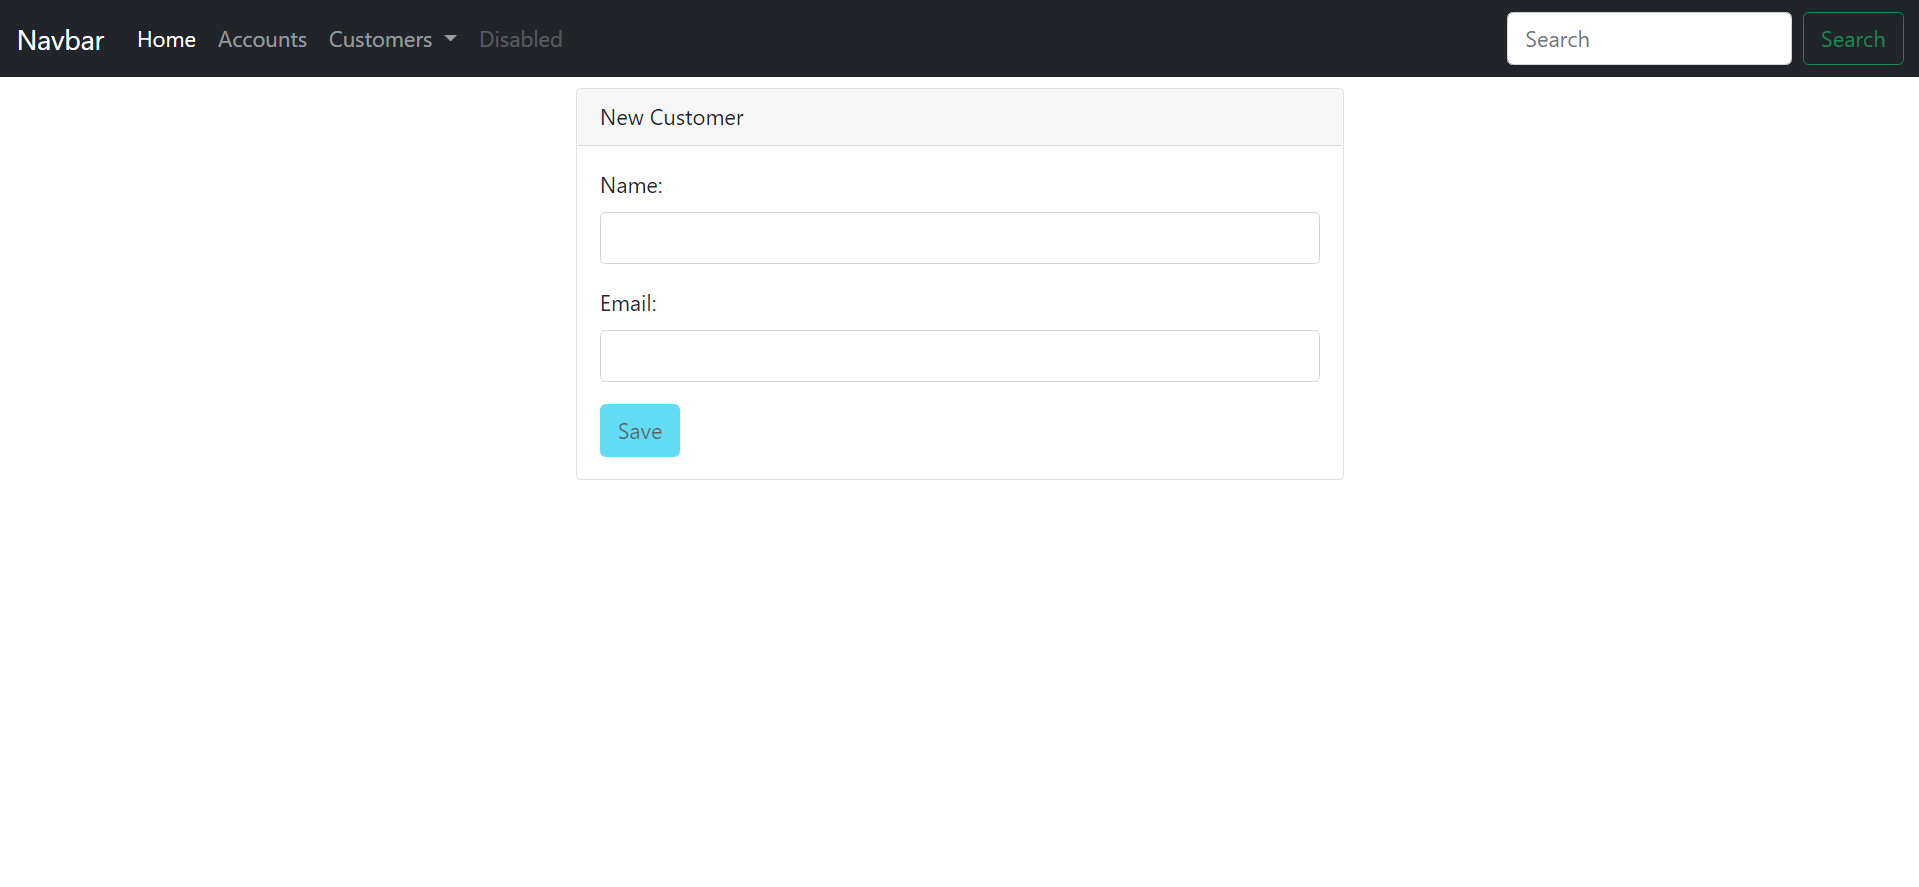 Navbar Home Accounts Customers Disabled Search Search
New Customer
Name:
Email:
Save